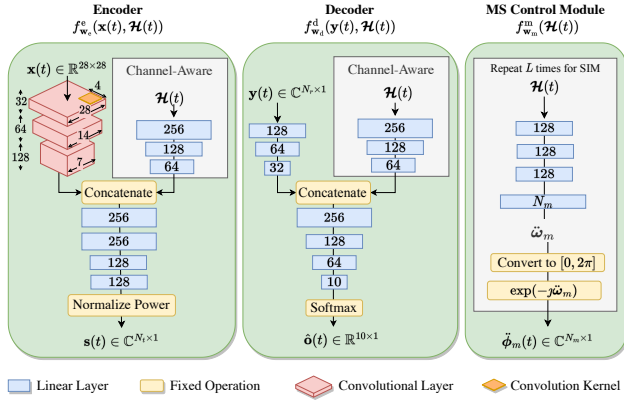 Encoder
f^e_{w_e}(x(t), 𝓗(t))
x(t) ∈ ℝ^{28×28}
4
32
28
64
14
128
7
Channel-Aware
𝓗(t)
256
128
64
Concatenate
256
256
128
128
Normalize Power
s(t) ∈ ℂ^{N_t×1}
Decoder
f^d_{w_d}(y(t), 𝓗(t))
y(t) ∈ ℂ^{N_r×1}
128
64
32
Channel-Aware
𝓗(t)
256
128
64
Concatenate
256
128
64
10
Softmax
ô(t) ∈ ℝ^{10×1}
MS Control Module
f^m_{w_m}(𝓗(t))
Repeat L times for SIM
𝓗(t)
128
128
128
N_m
ω̈_m
Convert to [0, 2π]
exp(−ȷω̈_m)
ϕ̈_m(t) ∈ ℂ^{N_m×1}
Linear Layer
Fixed Operation
Convolutional Layer
Convolution Kernel